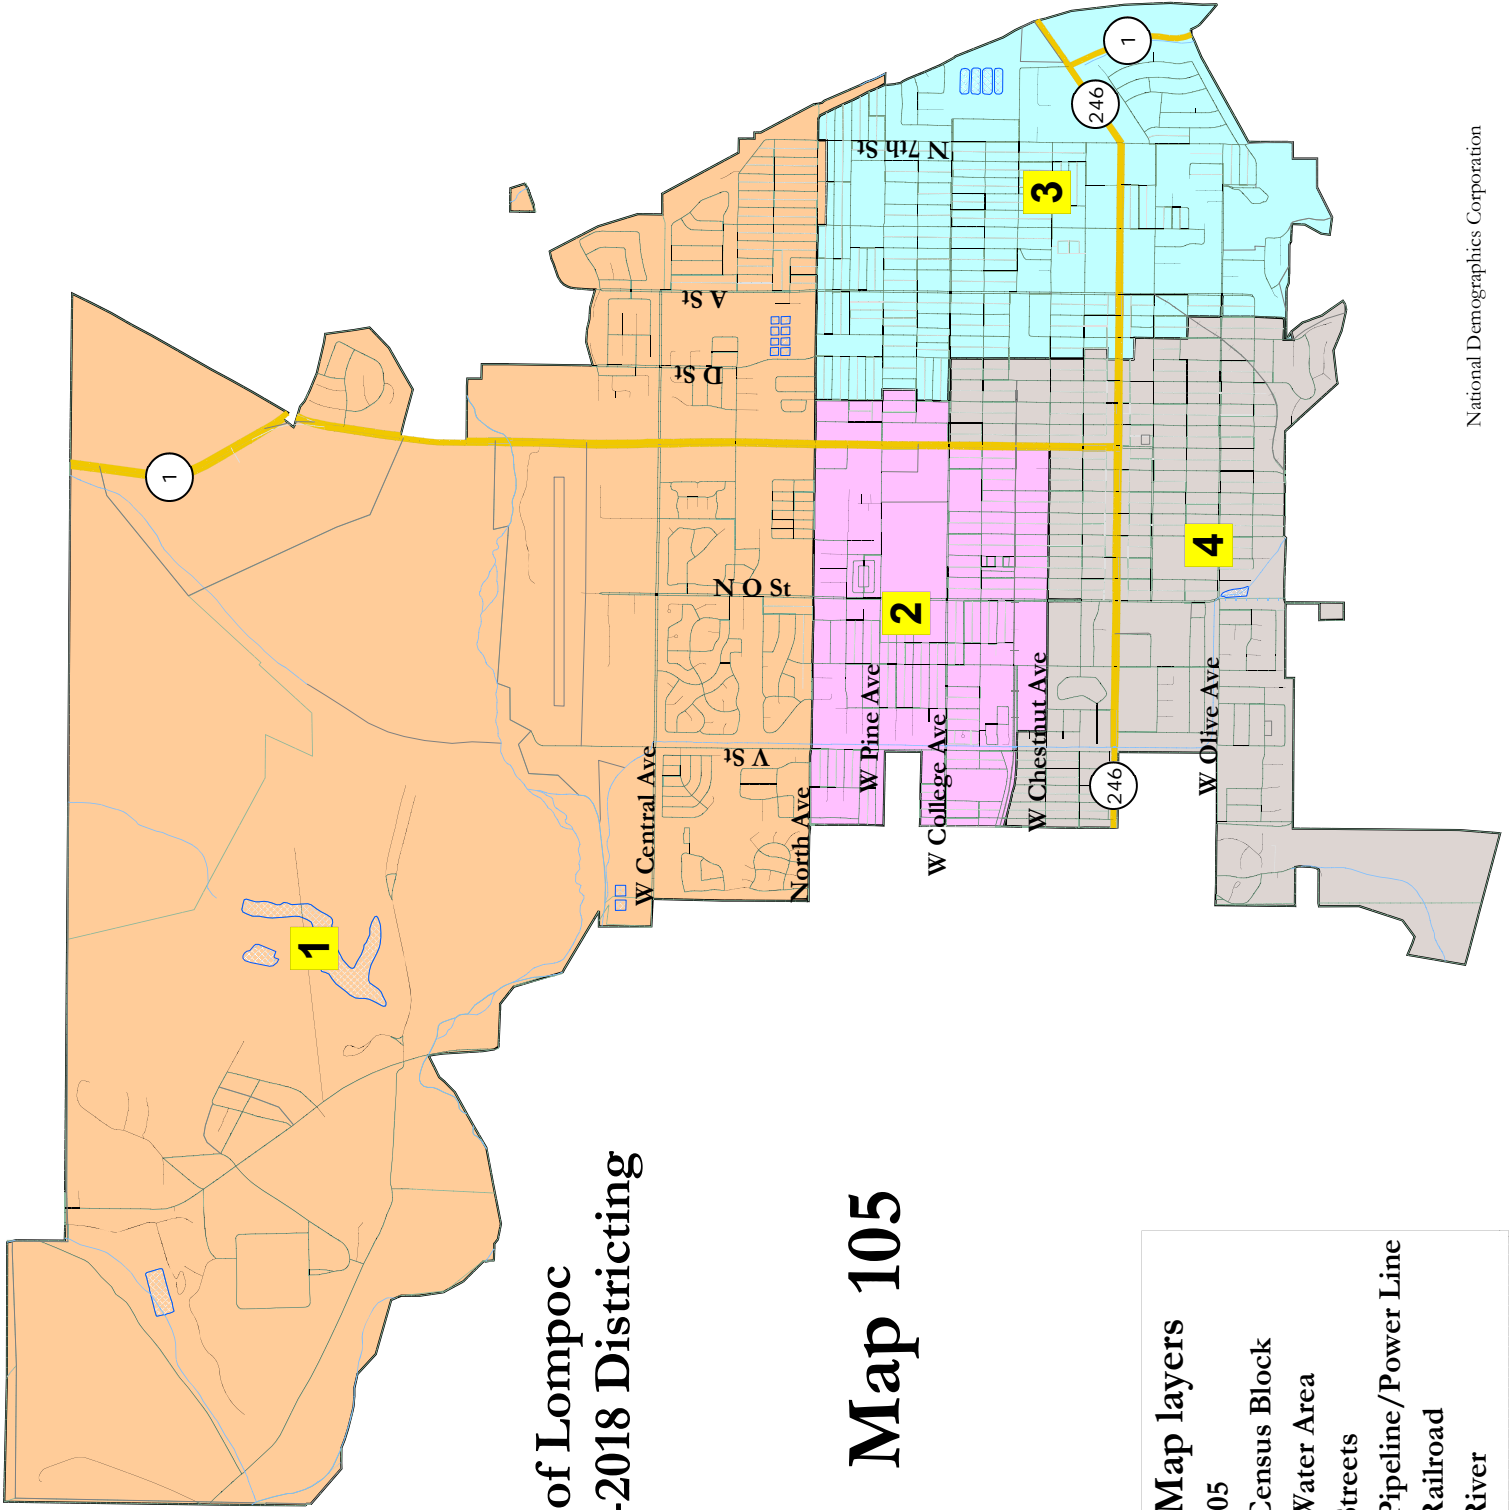 of Lompoc
-2018 Districting
Map 105
Map layers
05
Census Block
Water Area
Streets
Pipeline/Power Line
Railroad
River
1
1
W Central Ave
V St
N O St
D St
A St
North Ave
2
W Pine Ave
W College Ave
W Chestnut Ave
N 7th St
3
246
1
4
246
W Olive Ave
National Demographics Corporation